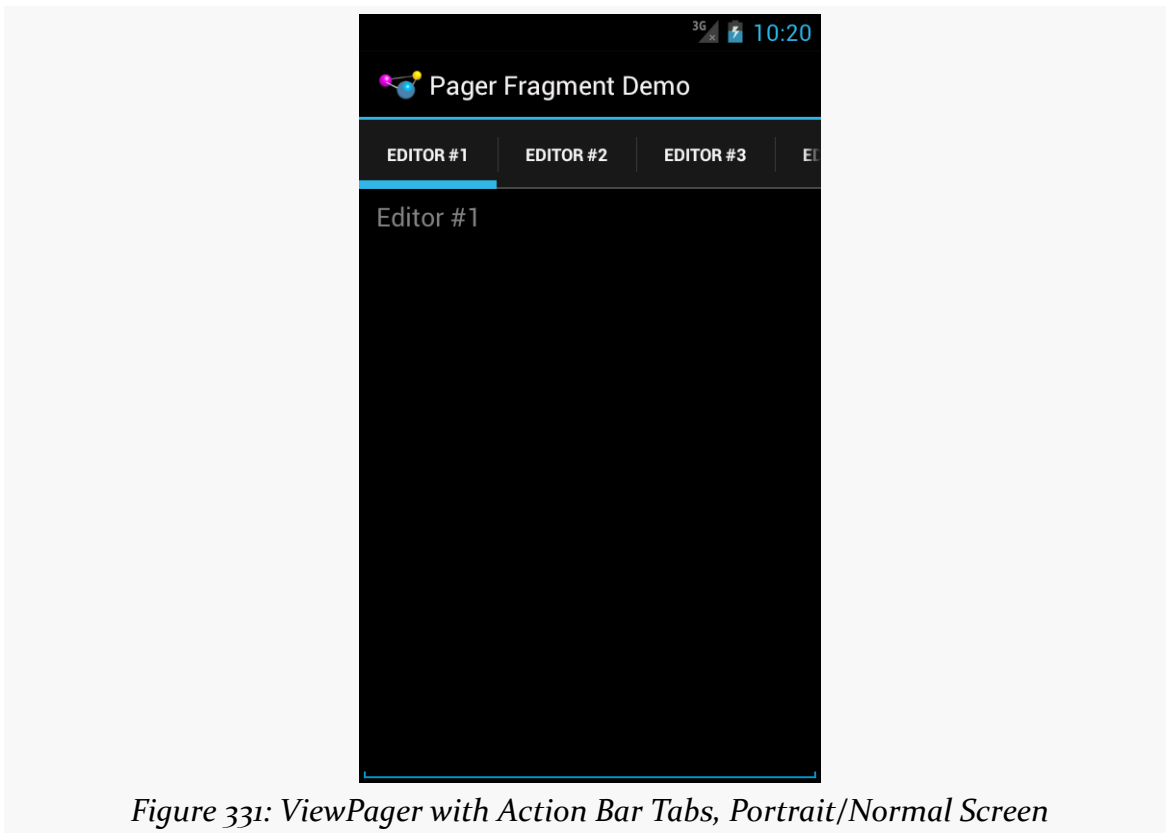 3G 10:20
Pager Fragment Demo
EDITOR #1 EDITOR #2 EDITOR #3
Editor #1
Figure 331: ViewPager with Action Bar Tabs, Portrait/Normal Screen